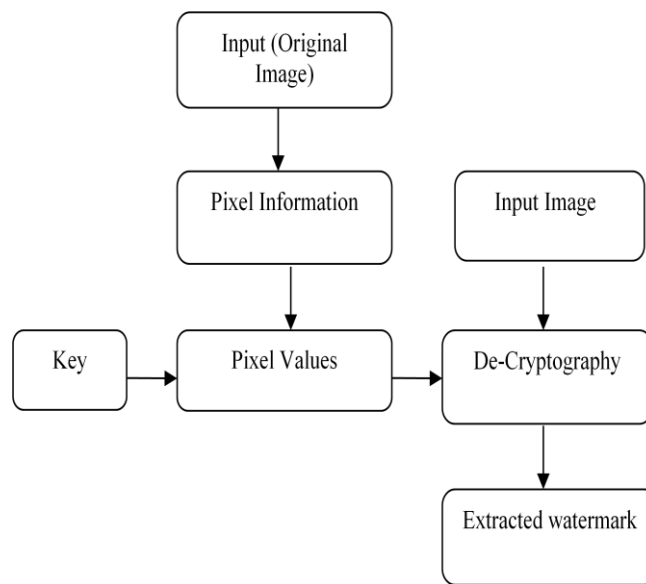 Input (Original
Image)
Pixel Information
Input Image
Key
Pixel Values
De-Cryptography
Extracted watermark